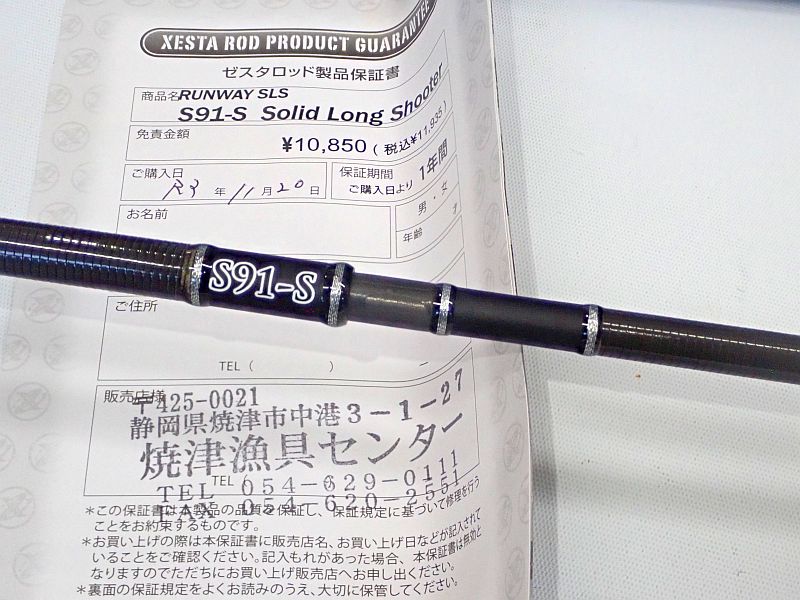 XESTA ROD PRODUCT GUARANTEE
ゼスタロッド製品保証書
商品名 RUNWAY SLS
S91-S Solid Long Shooter
免責金額
¥10,850 ( 税込¥11,935 )
ご購入日
R3 年 11 月 20 日
保証期間
ご購入日より 1年間
お名前
男・女
年齢 才
S91-S
ご住所
TEL ( ) −
販売店様
〒425-0021
静岡県焼津市中港3-1-27
焼津漁具センター
TEL (
TEL 054-629-0111
FAX 054-620-2551
*この保証書は本製品の品質を保証し、保証規定に基づいて修理を行う
ことをお約束するものです。
*お買い上げの際は本保証書に販売店名、お買い上げ日などが記入されて
いることをご確認ください。記入もれがあった場合、本保証書は無効と
なりますのでただちにお買い上げ販売店へお申し出ください。
*裏面の保証規定をよくお読みのうえ、大切に保管してください。